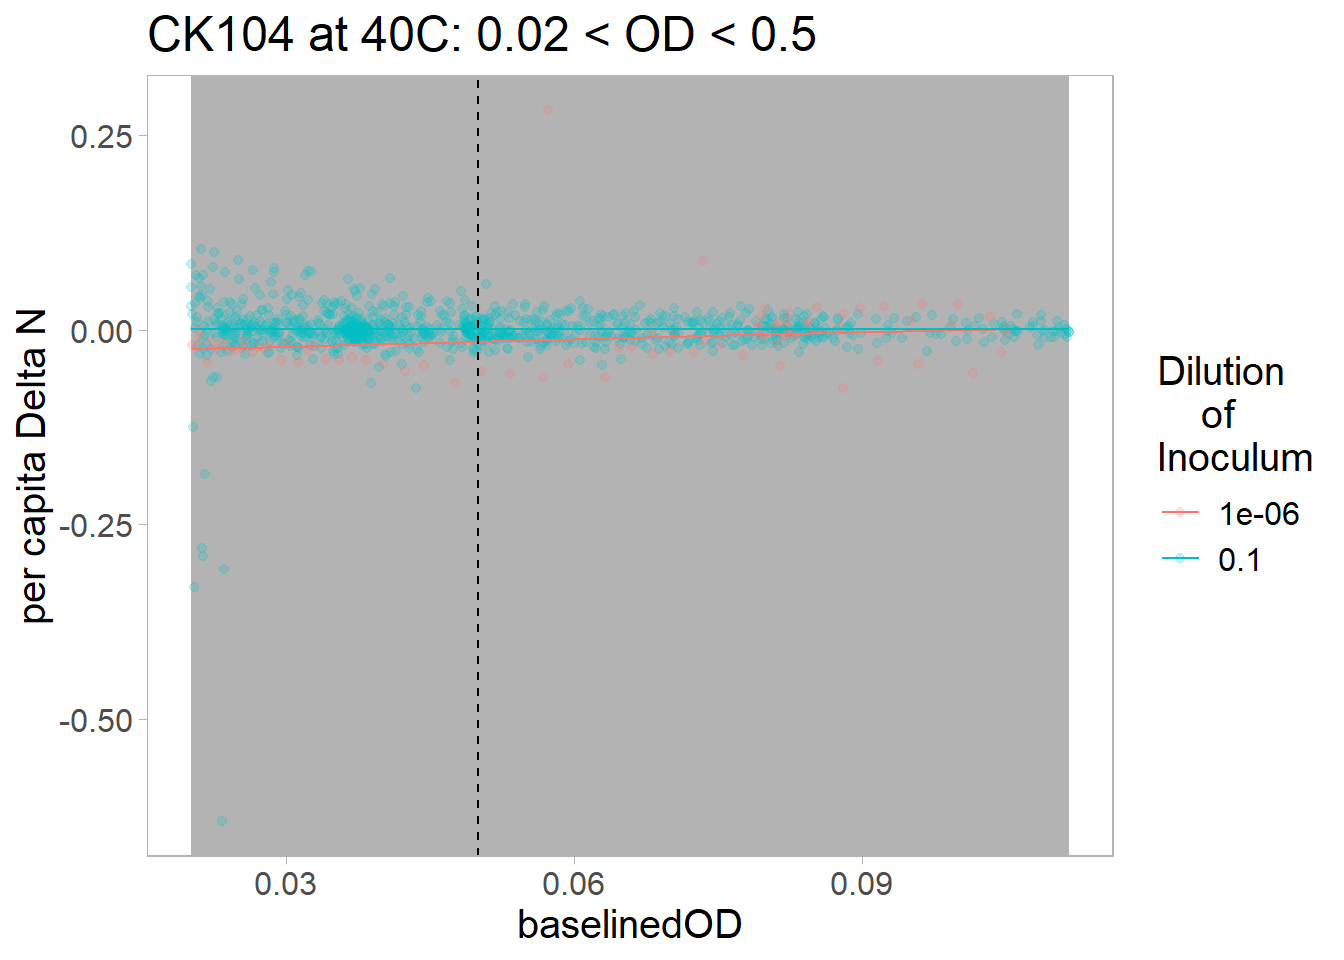 CK104 at 40C: 0.02 < OD < 0.5
per capita Delta N
0.25
0.00
-0.25
-0.50
0.03
0.06
0.09
baselinedOD
Dilution
of
Inoculum
1e-06
0.1